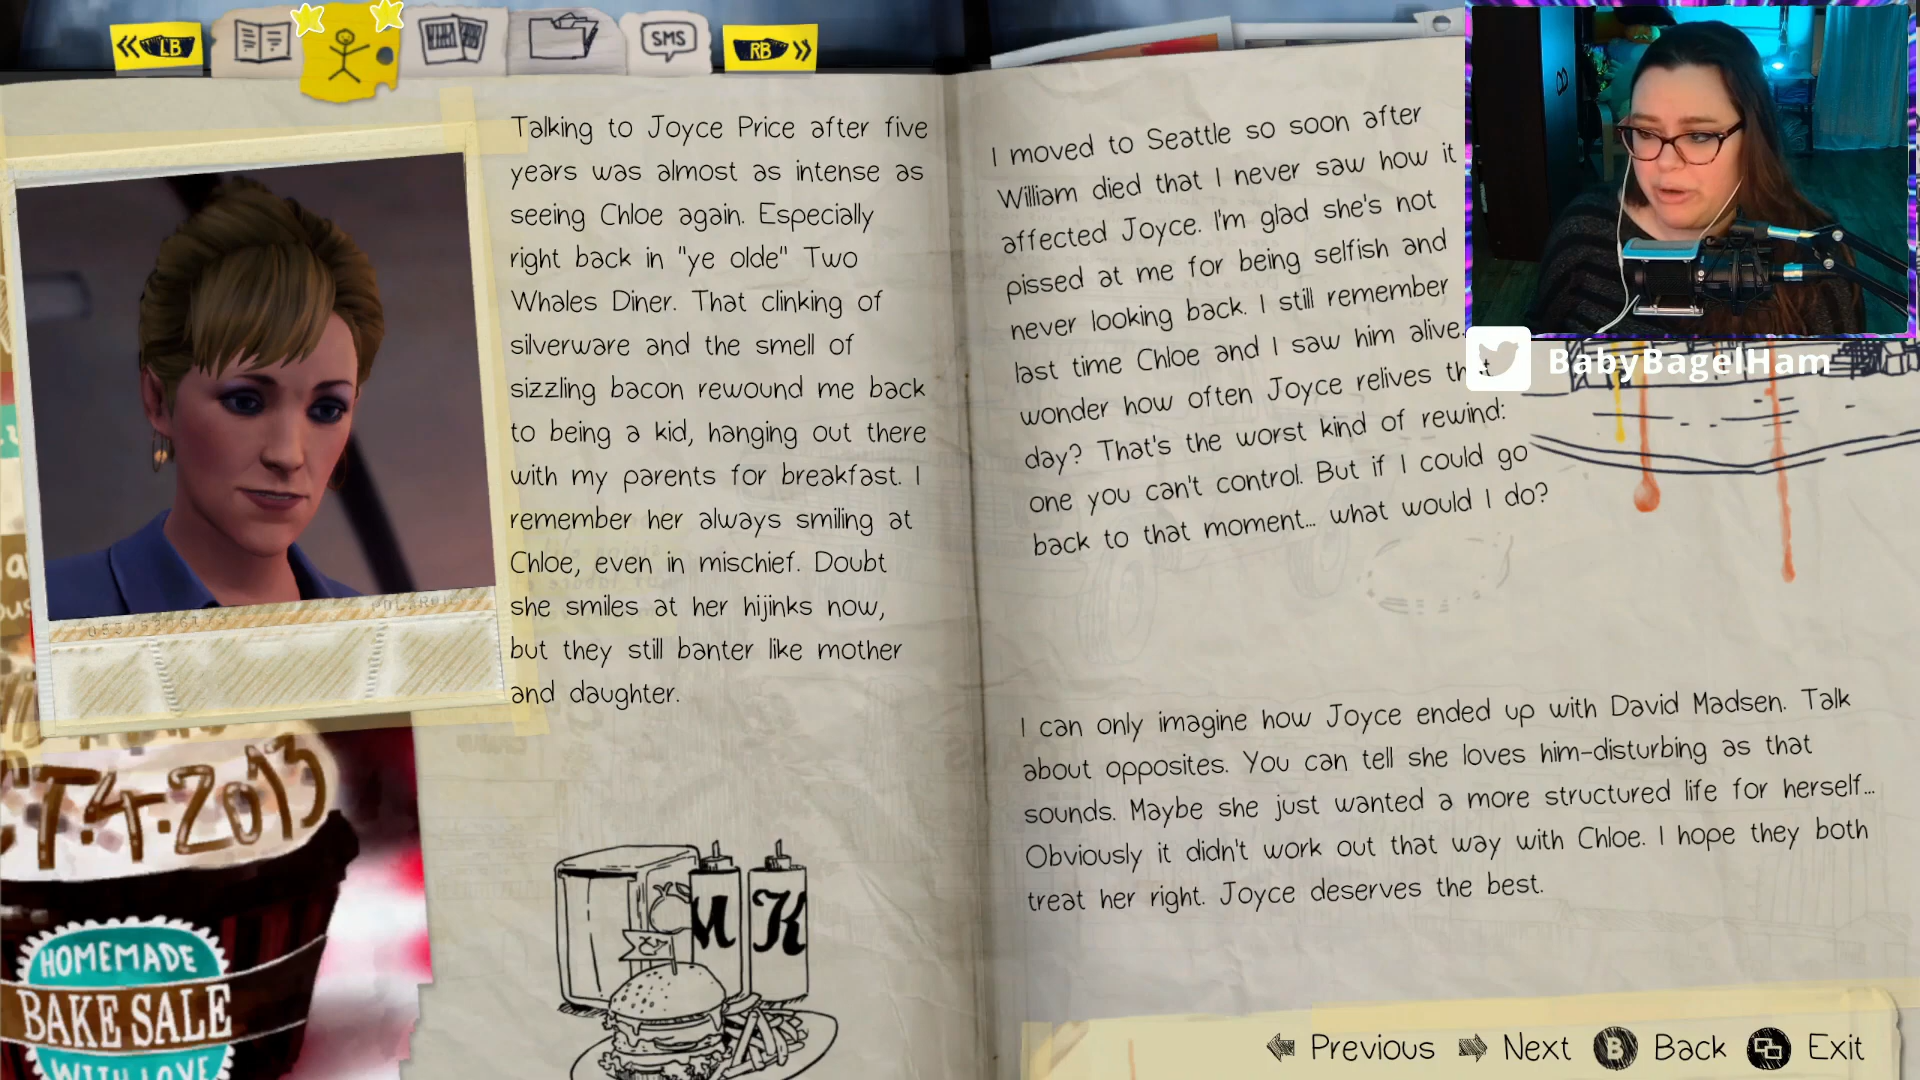 LB
SMS
RB
Talking to Joyce Price after five
years was almost as intense as
seeing Chloe again. Especially
right back in "ye olde" Two
Whales Diner. That clinking of
silverware and the smell of
sizzling bacon rewound me back
to being a kid, hanging out there
with my parents for breakfast. I
remember her always smiling at
Chloe, even in mischief. Doubt
she smiles at her hijinks now,
but they still banter like mother
and daughter.
I moved to Seattle so soon after
William died that I never saw how it
affected Joyce. I'm glad she's not
pissed at me for being selfish and
never looking back. I still remember
last time Chloe and I saw him alive.
wonder how often Joyce relives that
day? That's the worst kind of rewind:
one you can't control. But if I could go
back to that moment... what would I do?
I can only imagine how Joyce ended up with David Madsen. Talk
about opposites. You can tell she loves him-disturbing as that
sounds. Maybe she just wanted a more structured life for herself...
Obviously it didn't work out that way with Chloe. I hope they both
treat her right. Joyce deserves the best.
BabyBagelHam
POLAROID
CT.4.2013
HOMEMADE
BAKE SALE
WITH LOVE
M K
Previous Next B Back Exit